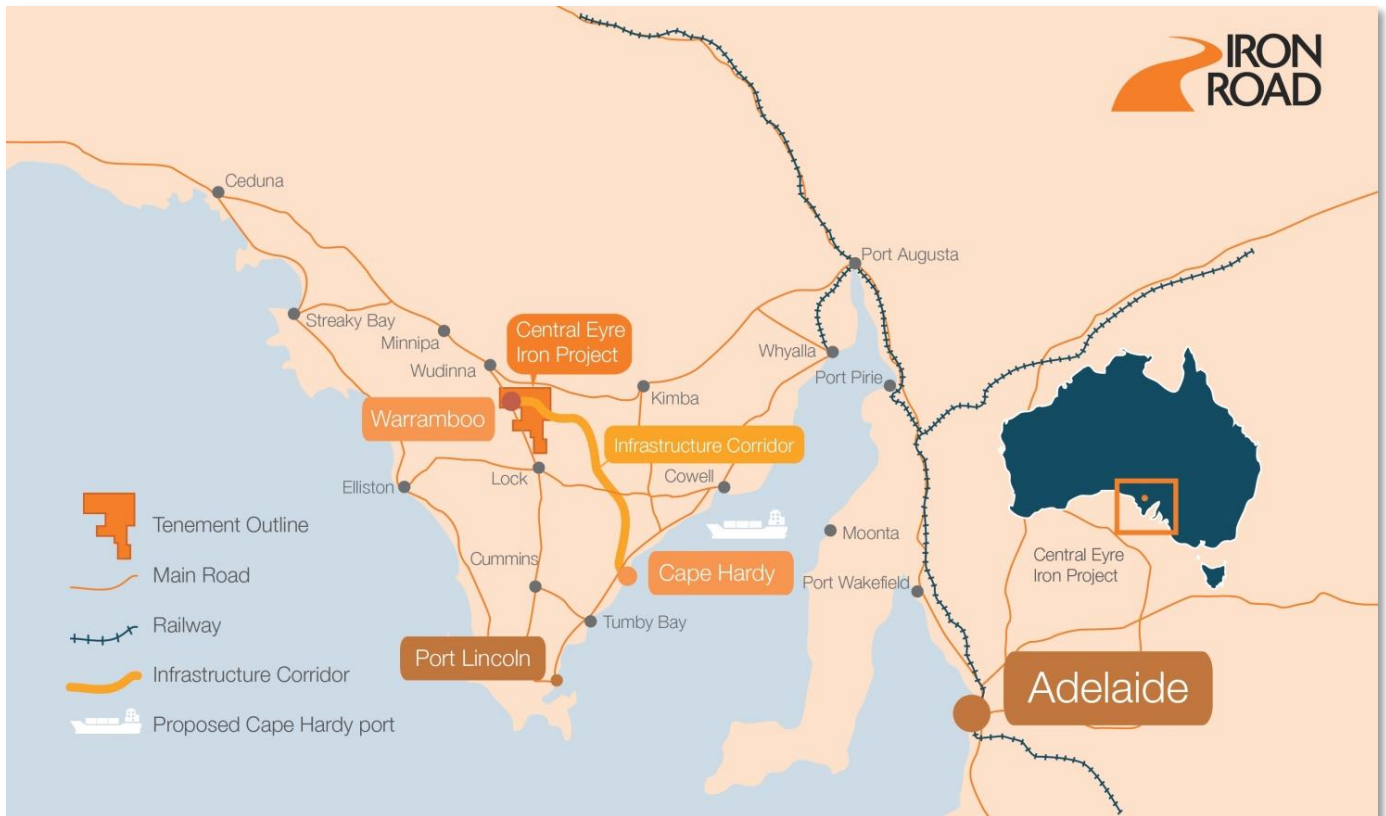 IRON
ROAD
Ceduna
Port Augusta
Streaky Bay
Minnipa
Central Eyre
Iron Project
Whyalla
Wudinna
Port Pirie
Kimba
Warramboo
Infrastructure Corridor
Lock
Cowell
Elliston
Tenement Outline
Moonta
Central Eyre
Iron Project
Cummins
Cape Hardy
Main Road
Port Wakefield
Railway
Tumby Bay
Port Lincoln
Infrastructure Corridor
Adelaide
Proposed Cape Hardy port